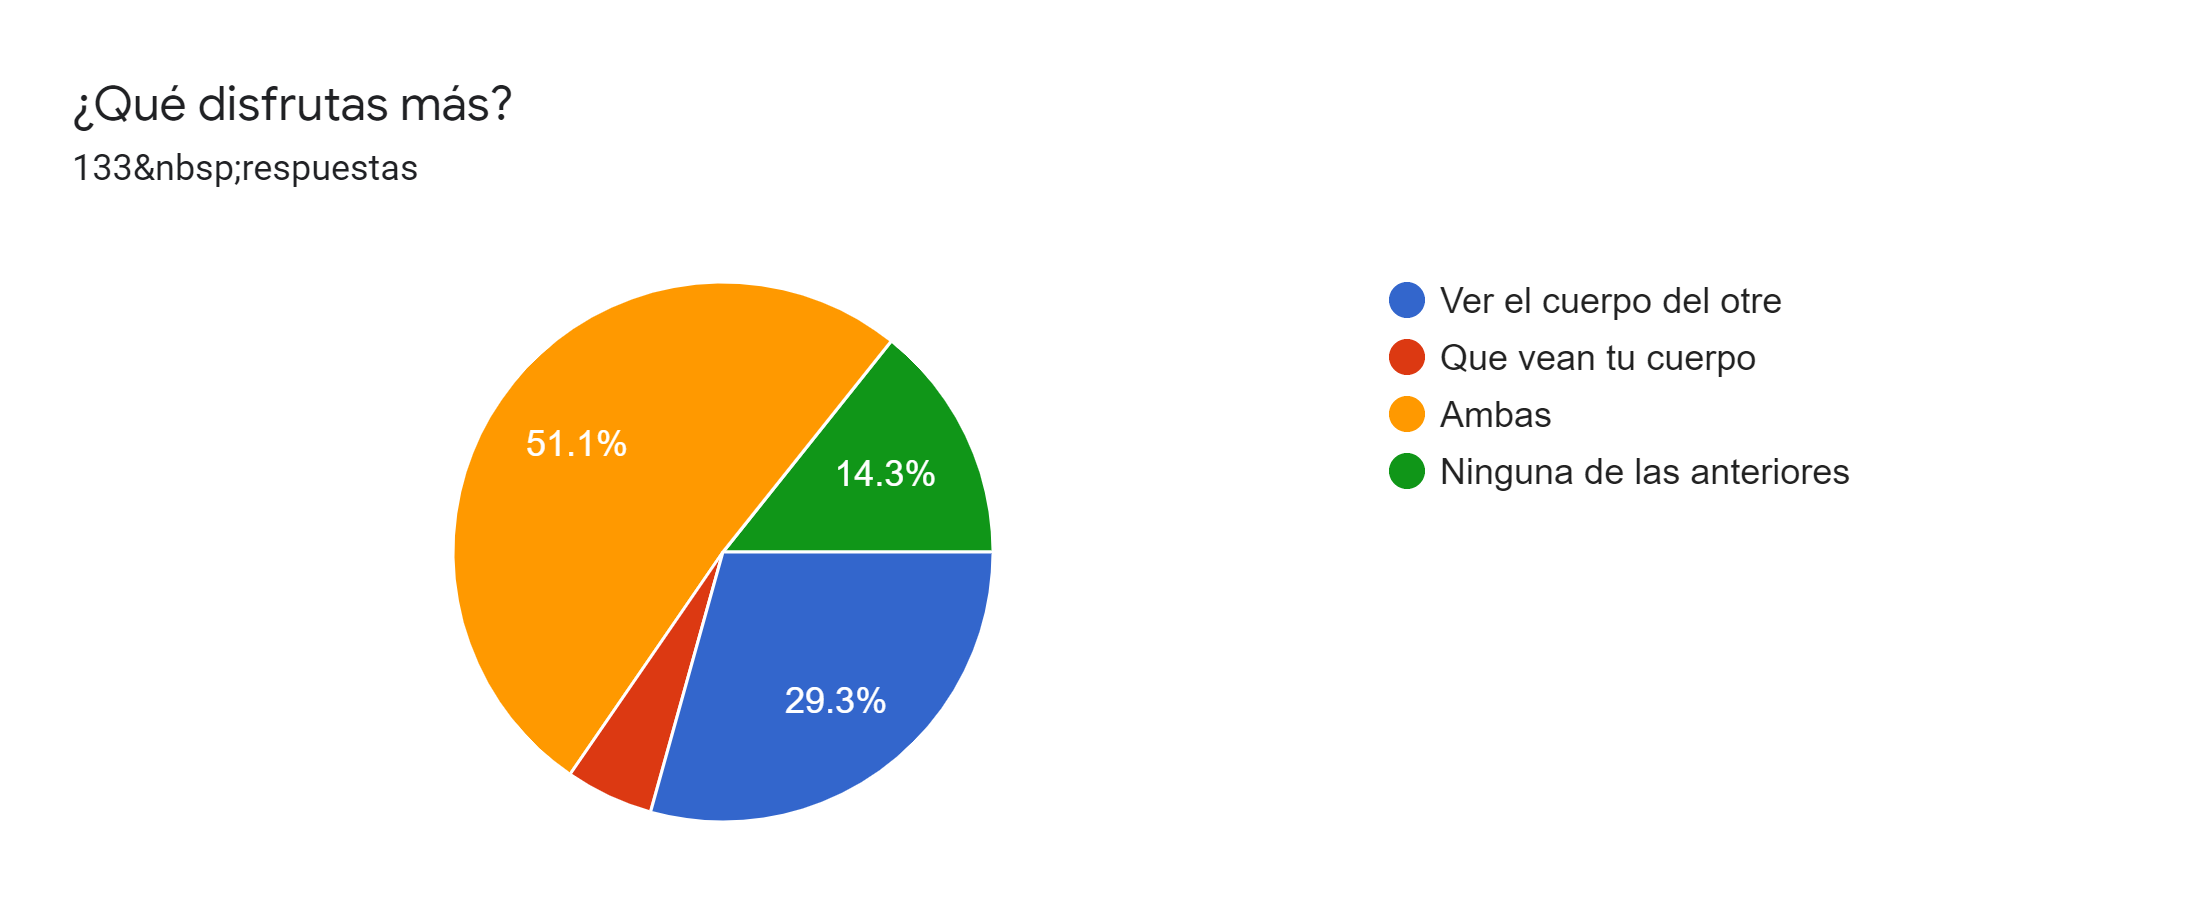 ¿Qué disfrutas más?
133&nbsp;respuestas
Ver el cuerpo del otre
Que vean tu cuerpo
Ambas
Ninguna de las anteriores
51.1%
14.3%
29.3%